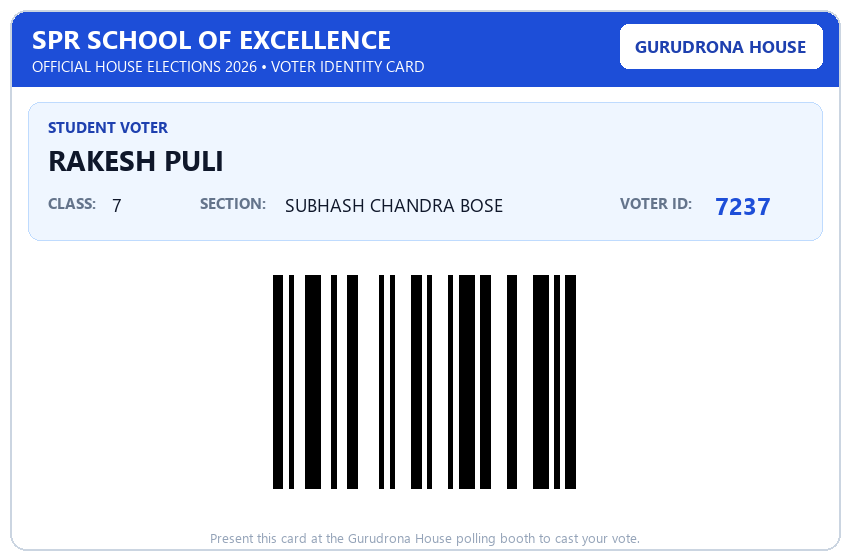 SPR SCHOOL OF EXCELLENCE
OFFICIAL HOUSE ELECTIONS 2026 • VOTER IDENTITY CARD
GURUDRONA HOUSE
STUDENT VOTER
RAKESH PULI
CLASS: 7 SECTION: SUBHASH CHANDRA BOSE VOTER ID: 7237
Present this card at the Gurudrona House polling booth to cast your vote.